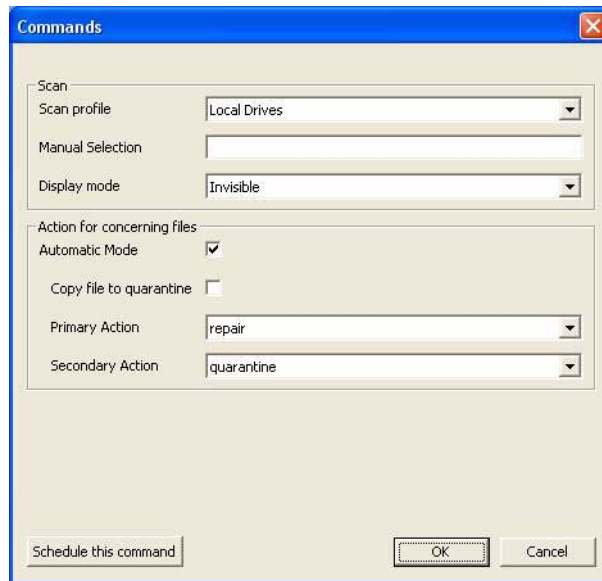 Commands
Scan
Scan profile Local Drives
Manual Selection
Display mode Invisible
Action for concerning files
Automatic Mode
Copy file to quarantine
Primary Action repair
Secondary Action quarantine
Schedule this command OK Cancel